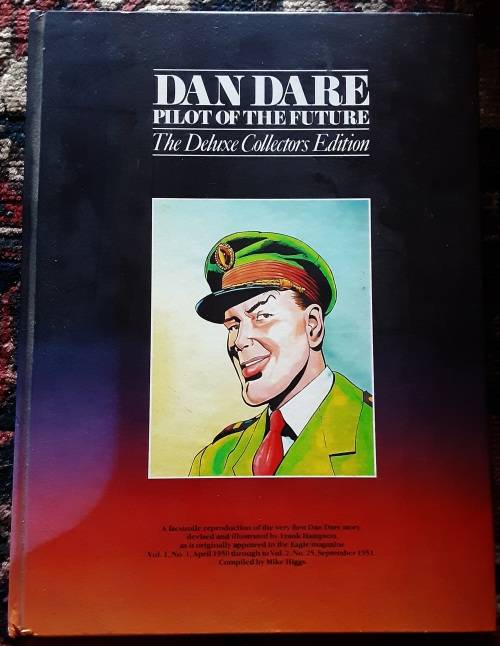 DAN DARE
PILOT OF THE FUTURE
The Deluxe Collectors Edition
A facsimile reproduction of the very first Dan Dare story
devised and illustrated by Frank Hampson,
as it originally appeared in the Eagle magazine
Vol. 1, No. 1, April 1950 through to Vol. 2, No. 25, September 1951.
Compiled by Mike Higgs